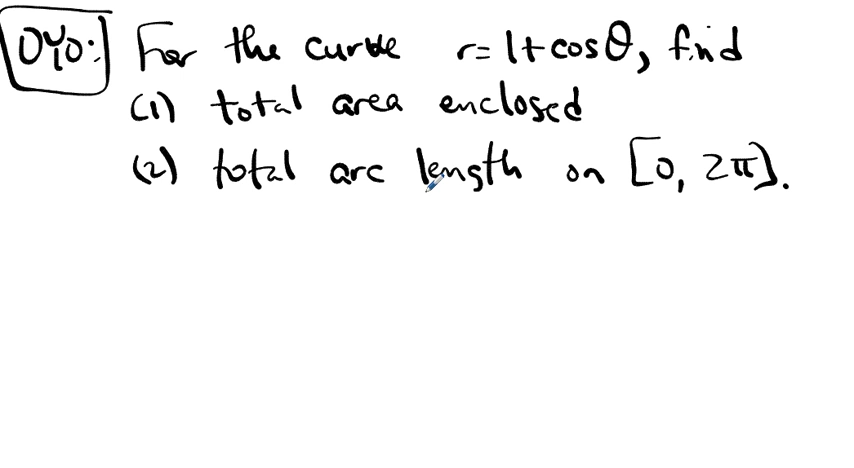 OYO: For the curve r = 1 + cosθ, find
(1) total area enclosed
(2) total arc length on [0, 2π].